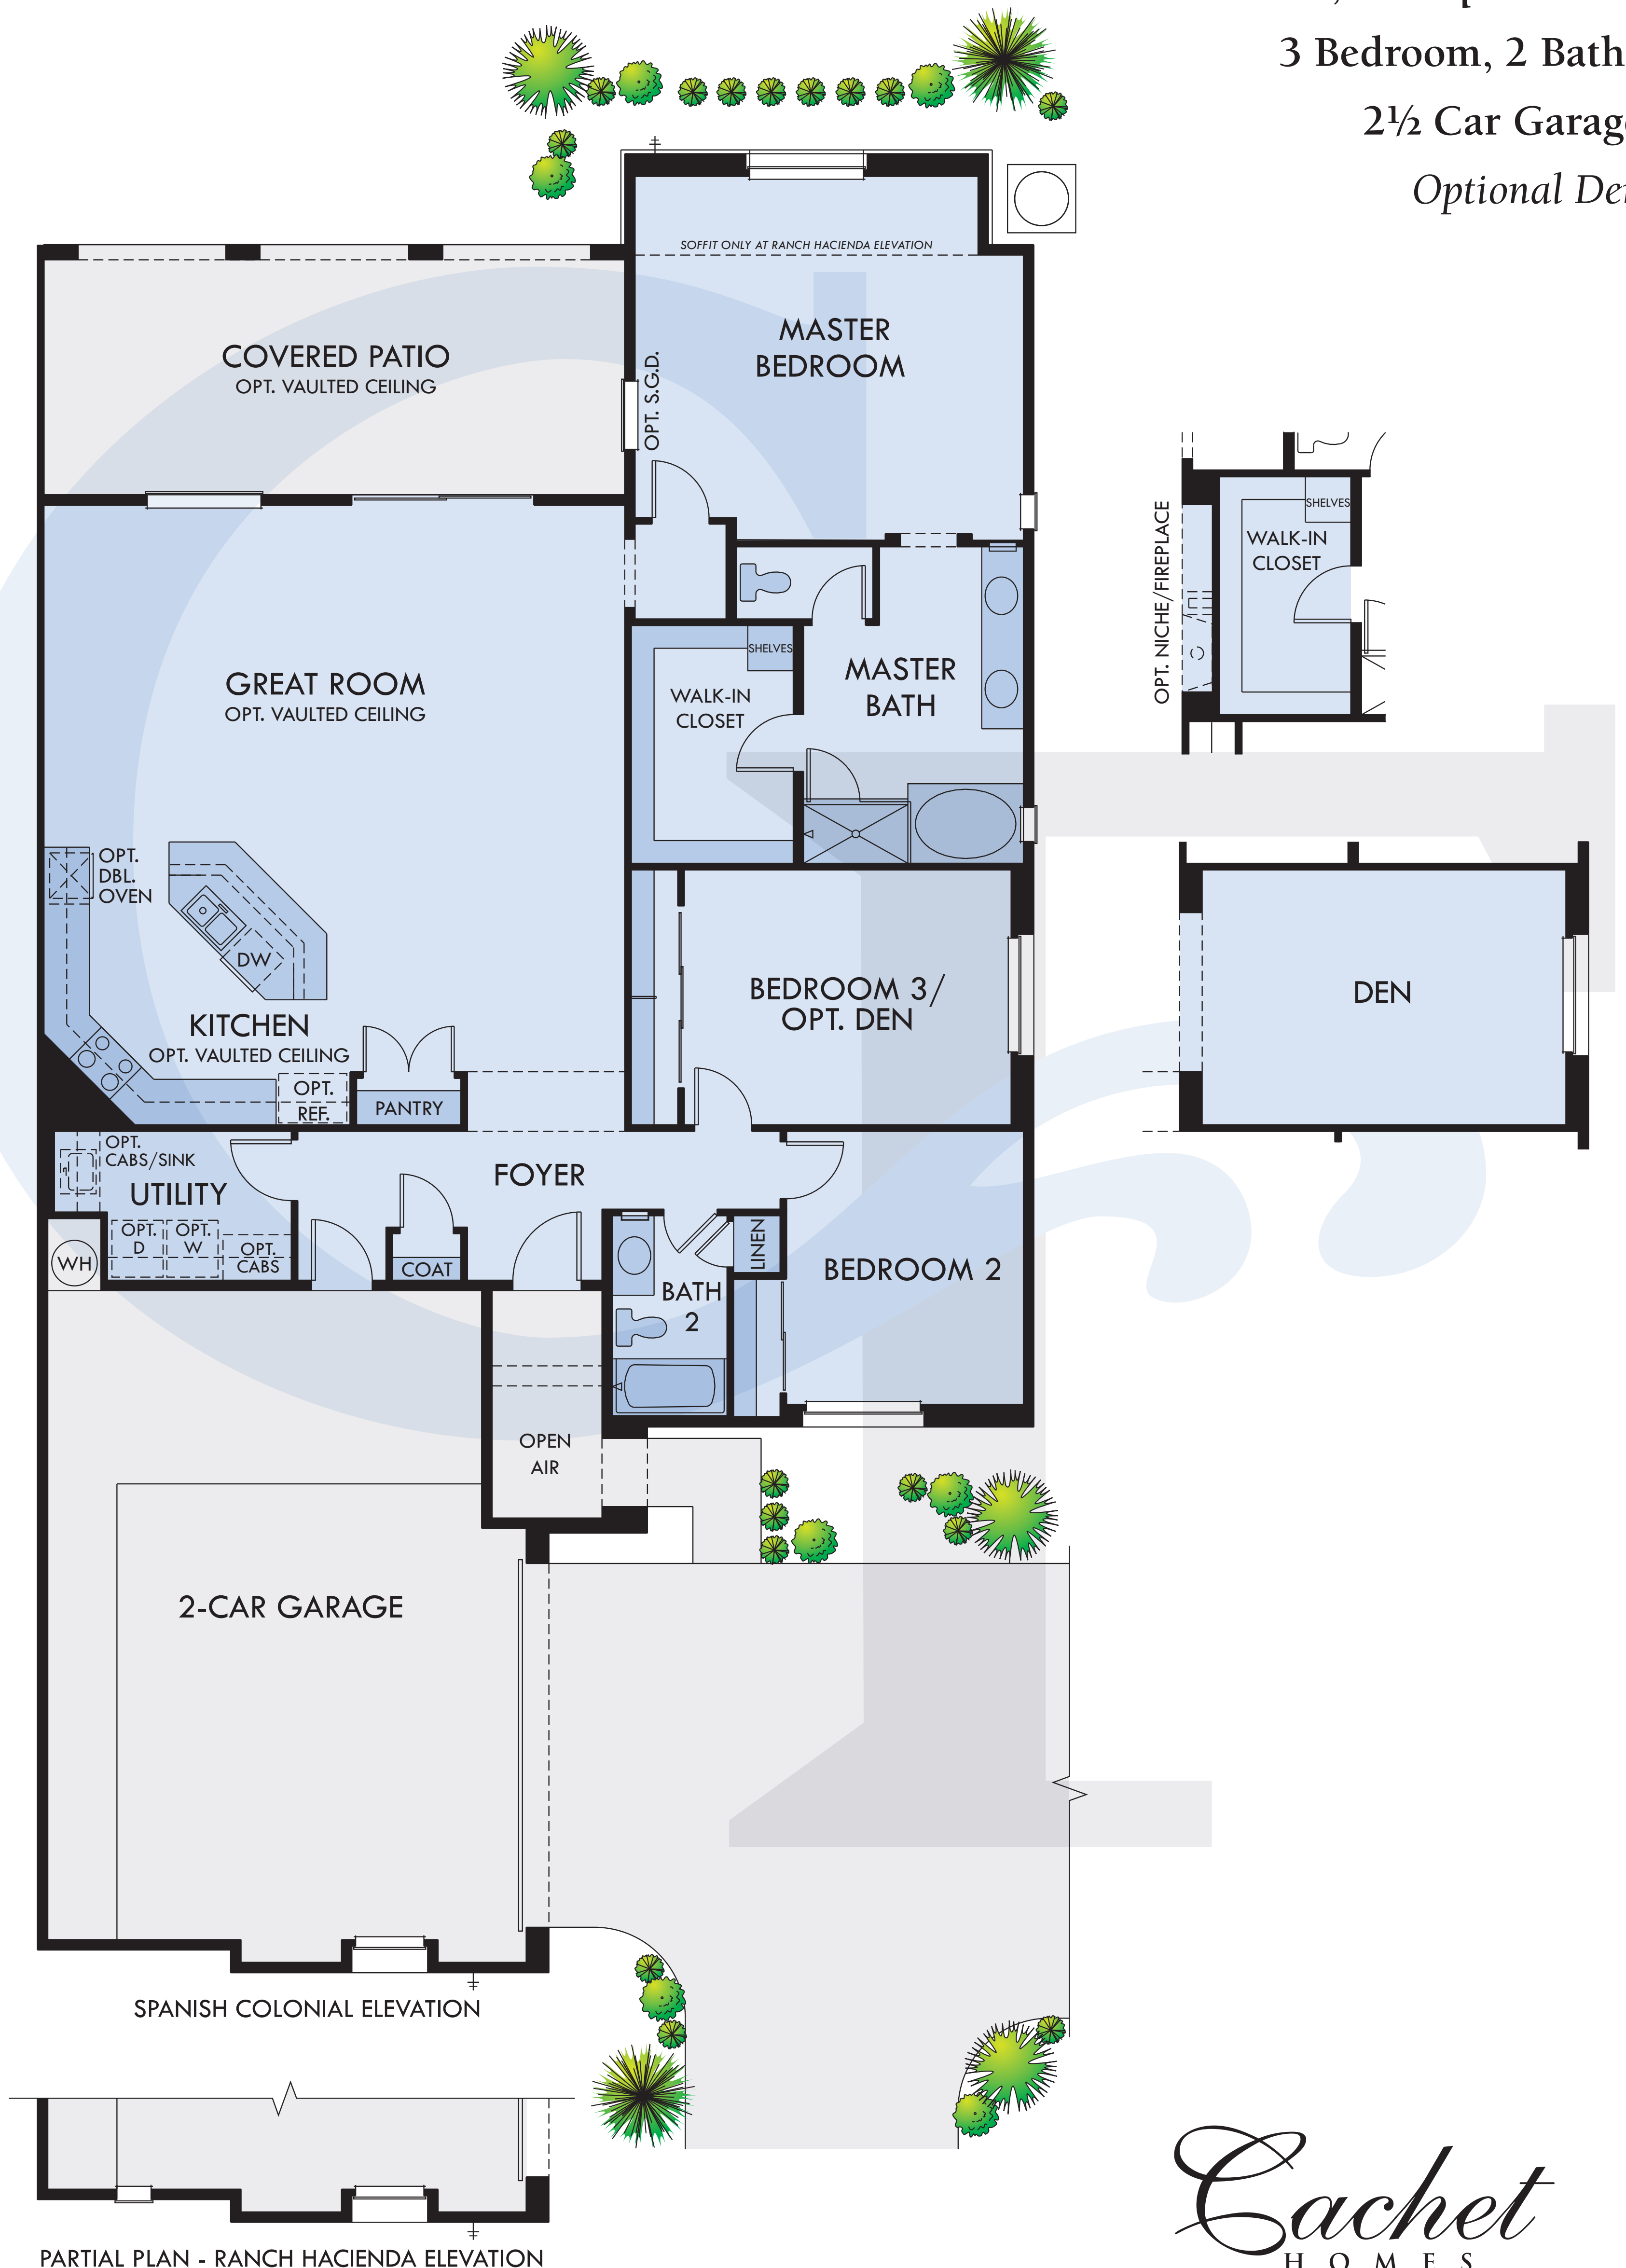 3 Bedroom, 2 Bath
2½ Car Garage
Optional Den
SOFFIT ONLY AT RANCH HACIENDA ELEVATION
MASTER
BEDROOM
COVERED PATIO
OPT. VAULTED CEILING
OPT. S.G.D.
SHELVES
WALK-IN
CLOSET
OPT. NICHE/FIREPLACE
GREAT ROOM
OPT. VAULTED CEILING
SHELVES
WALK-IN
CLOSET
MASTER
BATH
OPT.
DBL.
OVEN
DW
KITCHEN
OPT. VAULTED CEILING
OPT.
REF.
PANTRY
BEDROOM 3/
OPT. DEN
DEN
OPT.
CABS/SINK
UTILITY
FOYER
OPT.
D
OPT.
W
OPT.
CABS
WH
COAT
LINEN
BATH
2
BEDROOM 2
OPEN
AIR
2-CAR GARAGE
SPANISH COLONIAL ELEVATION
PARTIAL PLAN - RANCH HACIENDA ELEVATION
Cachet
HOMES